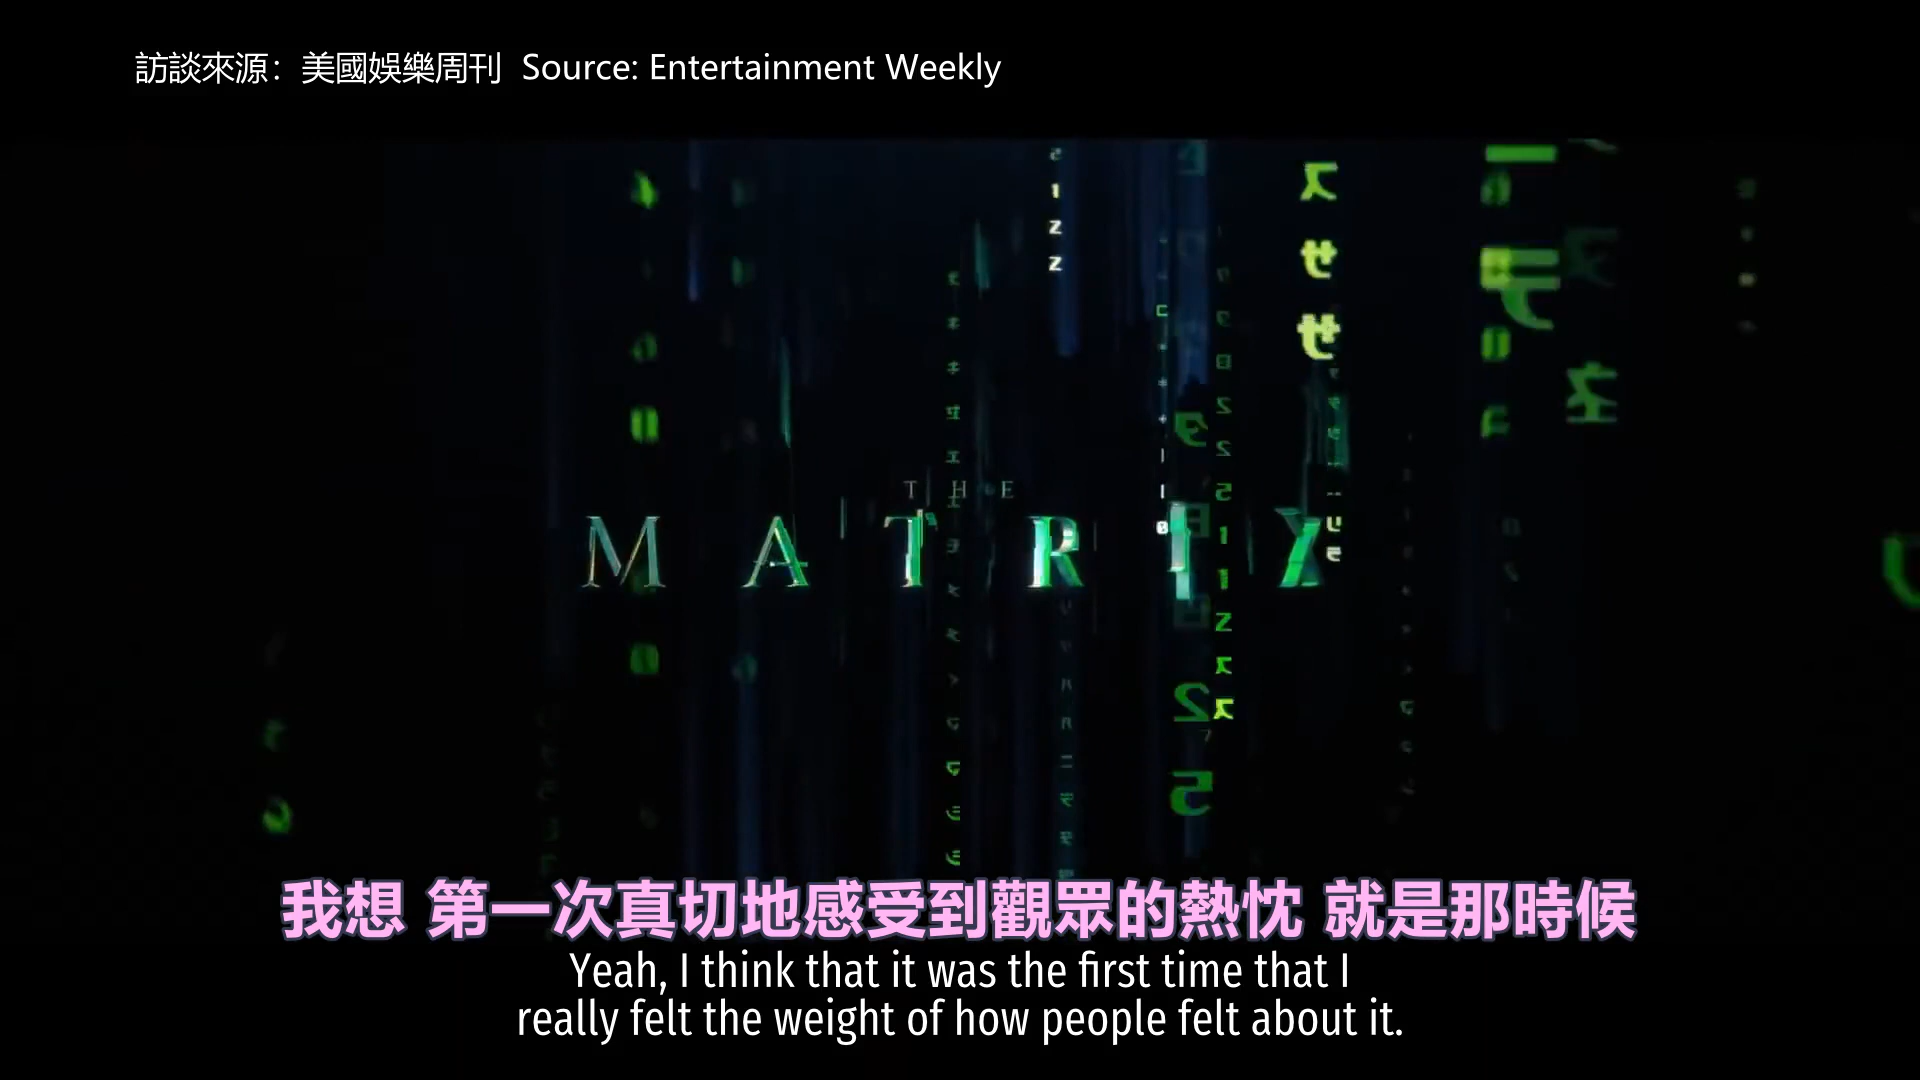 訪談來源：美國娛樂周刊 Source: Entertainment Weekly
THE
MATRIX
我想 第一次真切地感受到觀眾的熱忱 就是那時候
Yeah, I think that it was the first time that I
really felt the weight of how people felt about it.